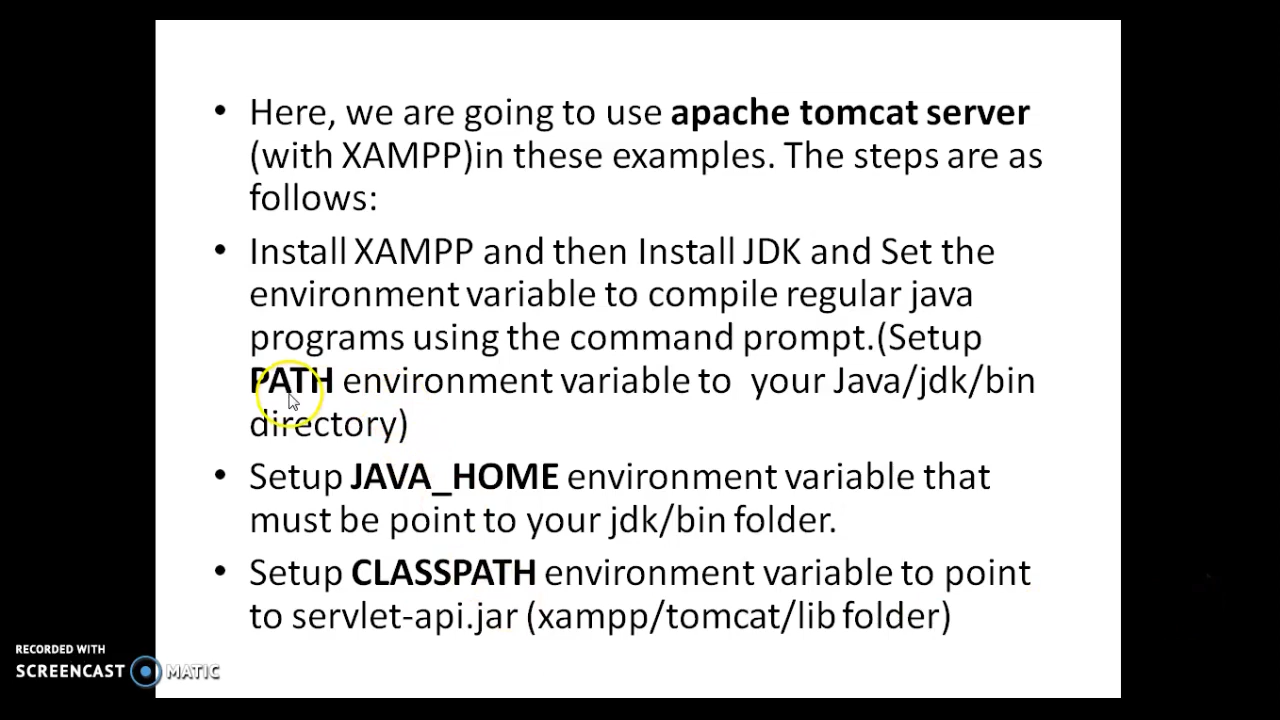 • Here, we are going to use apache tomcat server
(with XAMPP)in these examples. The steps are as
follows:
• Install XAMPP and then Install JDK and Set the
environment variable to compile regular java
programs using the command prompt.(Setup
PATH environment variable to your Java/jdk/bin
directory)
• Setup JAVA_HOME environment variable that
must be point to your jdk/bin folder.
• Setup CLASSPATH environment variable to point
to servlet-api.jar (xampp/tomcat/lib folder)
RECORDED WITH
SCREENCAST MATIC